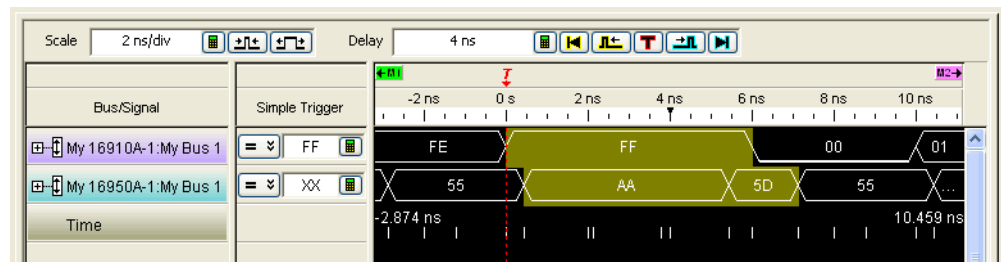 Scale 2 ns/div Delay 4 ns T
M1 T M2
Bus/Signal Simple Trigger -2 ns 0 s 2 ns 4 ns 6 ns 8 ns 10 ns
My 16910A-1:My Bus 1 = FF FE FF 00 01
My 16950A-1:My Bus 1 = XX 55 AA 5D 55 ...
Time -2.874 ns 10.459 ns